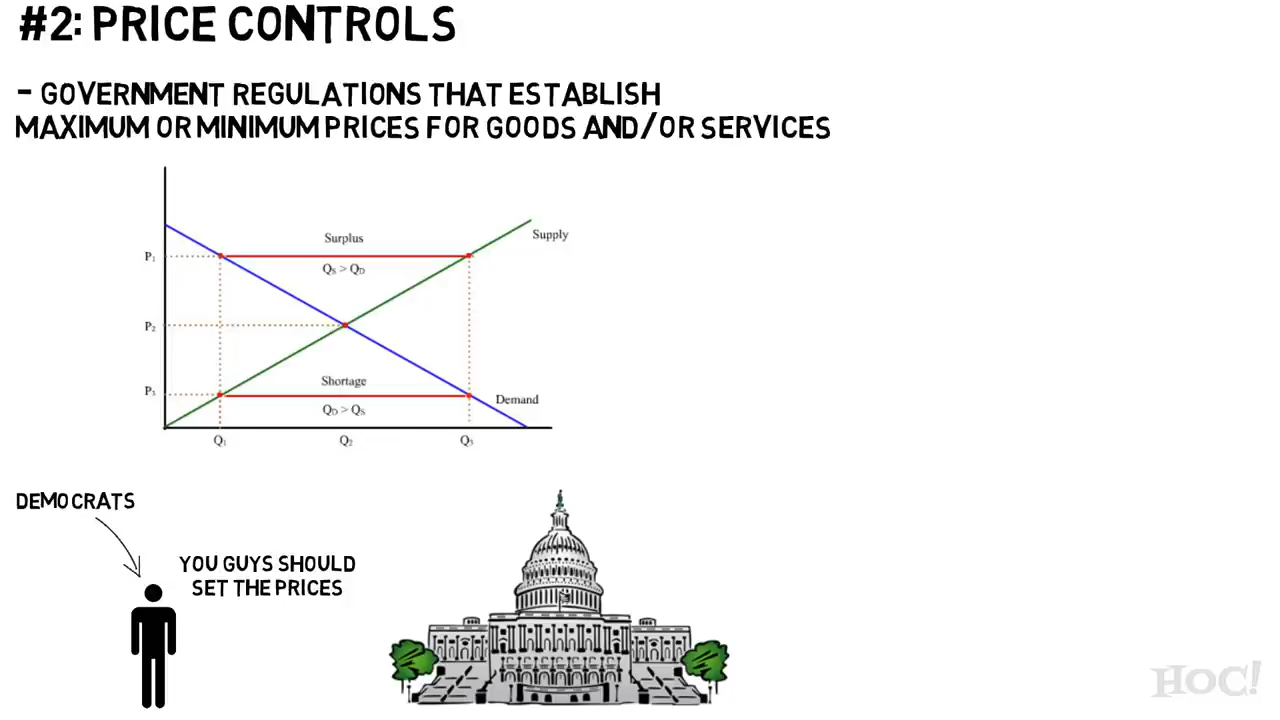 #2: PRICE CONTROLS
- GOVERNMENT REGULATIONS THAT ESTABLISH
MAXIMUM OR MINIMUM PRICES FOR GOODS AND/OR SERVICES
Surplus
Supply
P₁
Qs > QD
P₂
Shortage
P₃
Demand
QD > Qs
Q₁
Q₂
Q₃
DEMOCRATS
YOU GUYS SHOULD
SET THE PRICES
HOC!